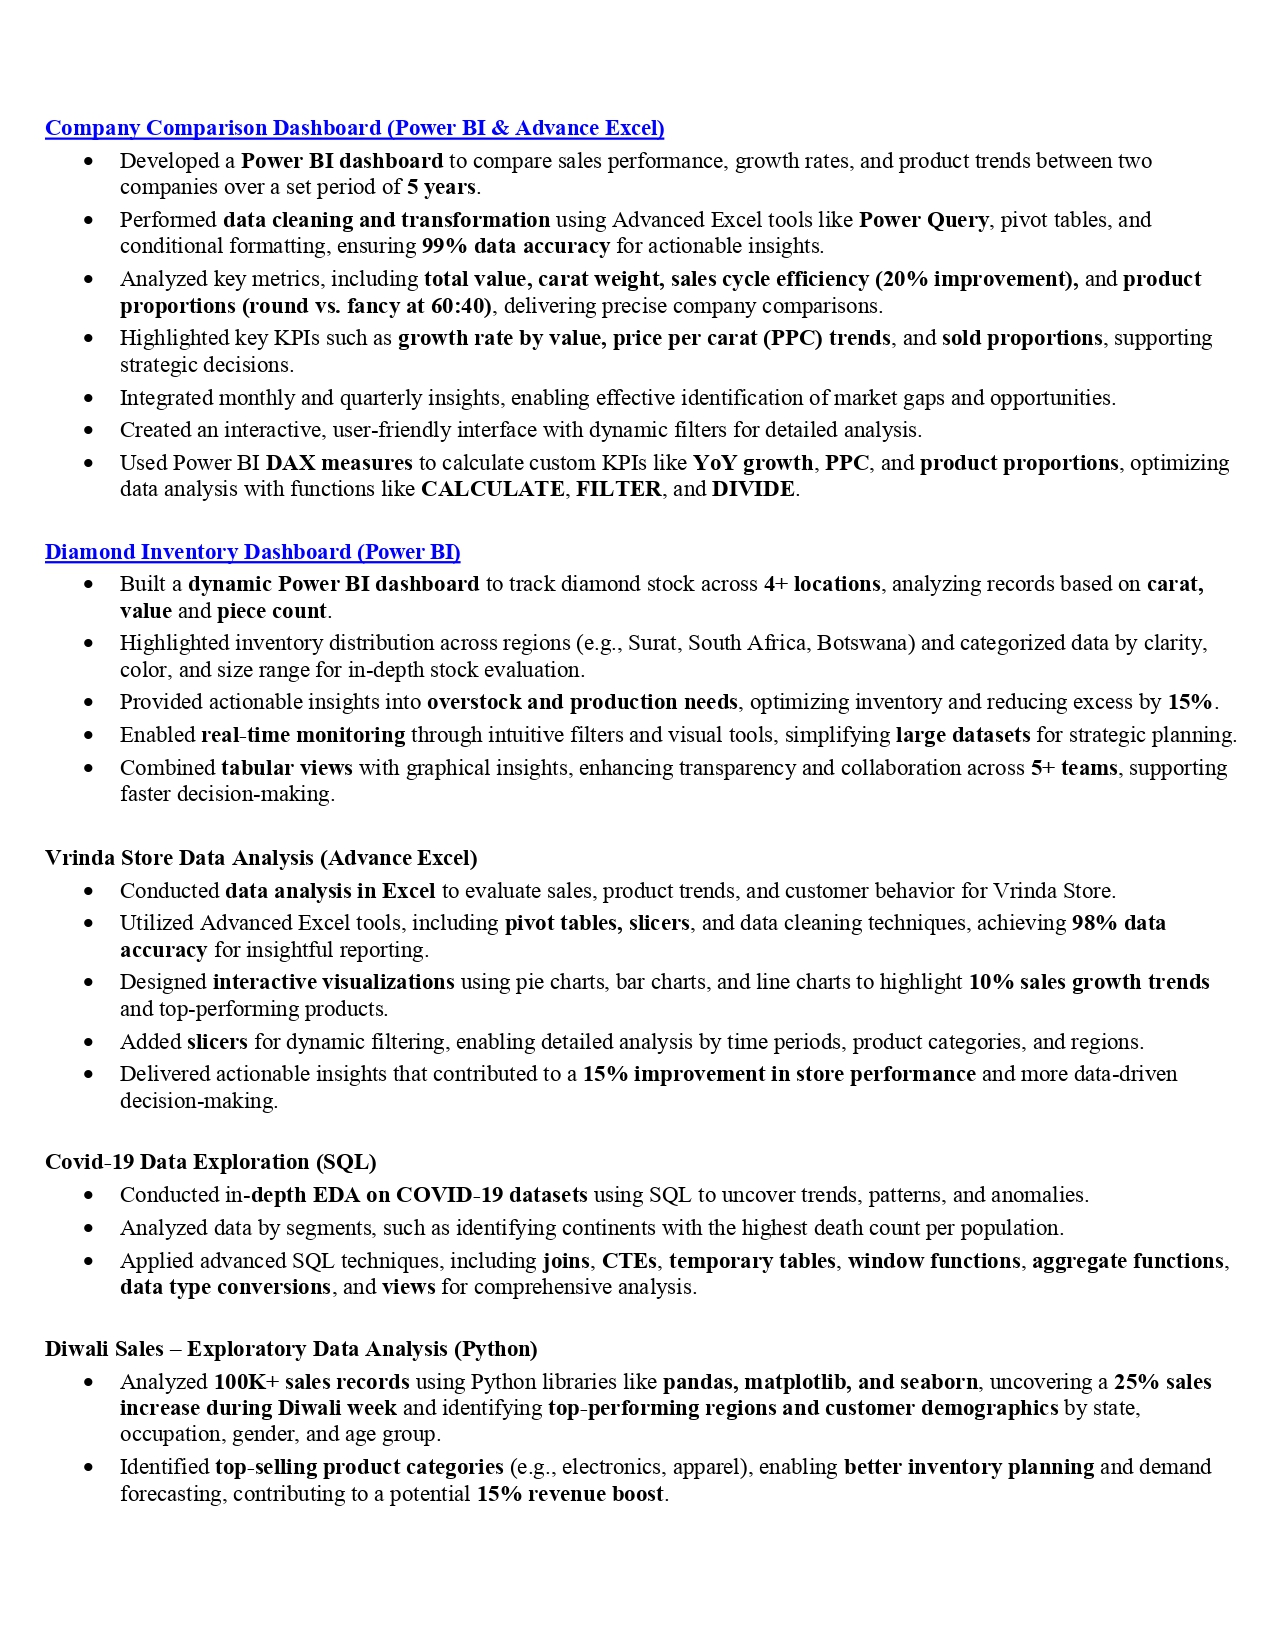 Company Comparison Dashboard (Power BI & Advance Excel)
• Developed a Power BI dashboard to compare sales performance, growth rates, and product trends between two
companies over a set period of 5 years.
• Performed data cleaning and transformation using Advanced Excel tools like Power Query, pivot tables, and
conditional formatting, ensuring 99% data accuracy for actionable insights.
• Analyzed key metrics, including total value, carat weight, sales cycle efficiency (20% improvement), and product
proportions (round vs. fancy at 60:40), delivering precise company comparisons.
• Highlighted key KPIs such as growth rate by value, price per carat (PPC) trends, and sold proportions, supporting
strategic decisions.
• Integrated monthly and quarterly insights, enabling effective identification of market gaps and opportunities.
• Created an interactive, user-friendly interface with dynamic filters for detailed analysis.
• Used Power BI DAX measures to calculate custom KPIs like YoY growth, PPC, and product proportions, optimizing
data analysis with functions like CALCULATE, FILTER, and DIVIDE.
Diamond Inventory Dashboard (Power BI)
• Built a dynamic Power BI dashboard to track diamond stock across 4+ locations, analyzing records based on carat,
value and piece count.
• Highlighted inventory distribution across regions (e.g., Surat, South Africa, Botswana) and categorized data by clarity,
color, and size range for in-depth stock evaluation.
• Provided actionable insights into overstock and production needs, optimizing inventory and reducing excess by 15%.
• Enabled real-time monitoring through intuitive filters and visual tools, simplifying large datasets for strategic planning.
• Combined tabular views with graphical insights, enhancing transparency and collaboration across 5+ teams, supporting
faster decision-making.
Vrinda Store Data Analysis (Advance Excel)
• Conducted data analysis in Excel to evaluate sales, product trends, and customer behavior for Vrinda Store.
• Utilized Advanced Excel tools, including pivot tables, slicers, and data cleaning techniques, achieving 98% data
accuracy for insightful reporting.
• Designed interactive visualizations using pie charts, bar charts, and line charts to highlight 10% sales growth trends
and top-performing products.
• Added slicers for dynamic filtering, enabling detailed analysis by time periods, product categories, and regions.
• Delivered actionable insights that contributed to a 15% improvement in store performance and more data-driven
decision-making.
Covid-19 Data Exploration (SQL)
• Conducted in-depth EDA on COVID-19 datasets using SQL to uncover trends, patterns, and anomalies.
• Analyzed data by segments, such as identifying continents with the highest death count per population.
• Applied advanced SQL techniques, including joins, CTEs, temporary tables, window functions, aggregate functions,
data type conversions, and views for comprehensive analysis.
Diwali Sales – Exploratory Data Analysis (Python)
• Analyzed 100K+ sales records using Python libraries like pandas, matplotlib, and seaborn, uncovering a 25% sales
increase during Diwali week and identifying top-performing regions and customer demographics by state,
occupation, gender, and age group.
• Identified top-selling product categories (e.g., electronics, apparel), enabling better inventory planning and demand
forecasting, contributing to a potential 15% revenue boost.